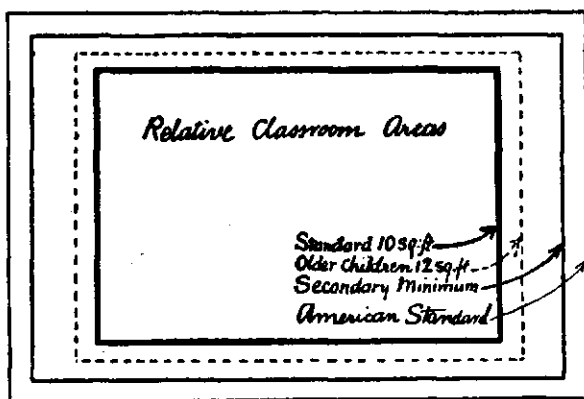 Relative Classroom Areas
Standard 10 sq. ft.
Older Children 12 sq. ft.
Secondary Minimum
American Standard